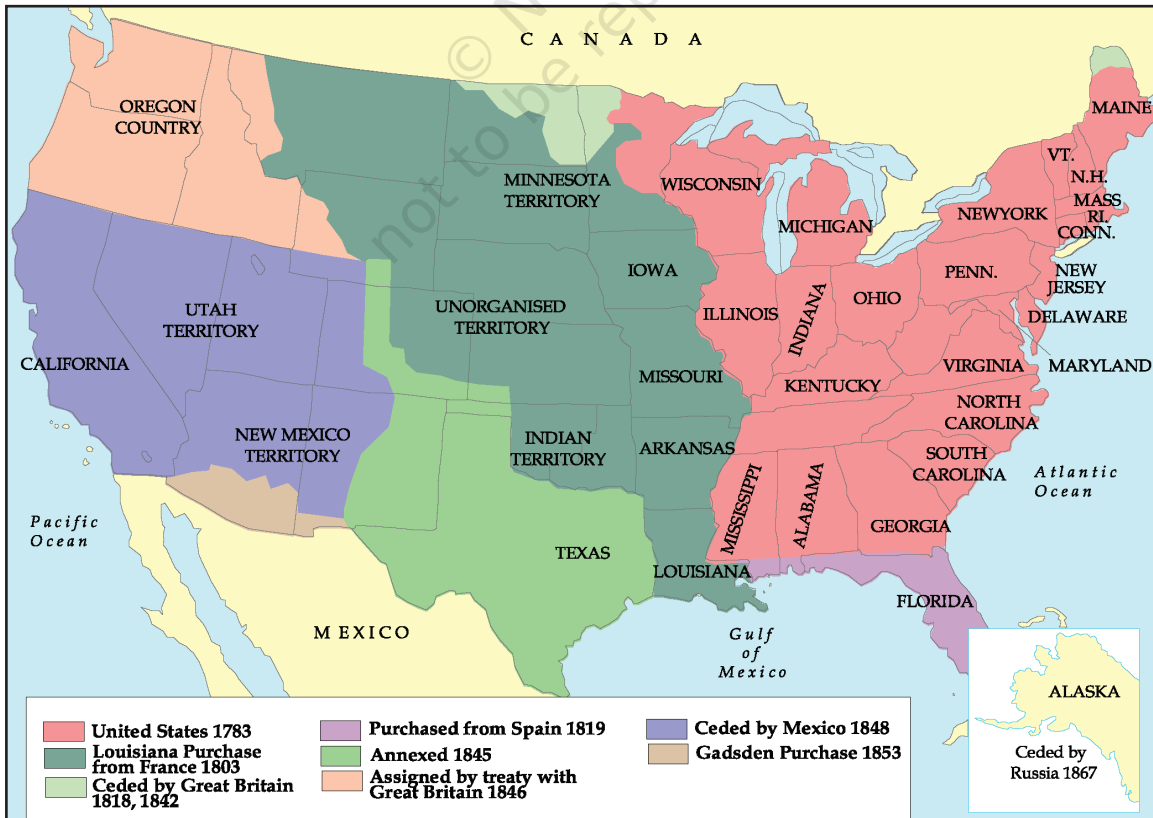 © N
not to be rep
C A N A D A
OREGON
COUNTRY
MAINE
VT.
N.H.
MASS
RI.
CONN.
NEWYORK
WISCONSIN
MICHIGAN
MINNESOTA
TERRITORY
IOWA
PENN.
NEW
JERSEY
OHIO
INDIANA
ILLINOIS
DELAWARE
MARYLAND
UNORGANISED
TERRITORY
UTAH
TERRITORY
CALIFORNIA
MISSOURI
KENTUCKY
VIRGINIA
NORTH
CAROLINA
NEW MEXICO
TERRITORY
INDIAN
TERRITORY
ARKANSAS
SOUTH
CAROLINA
MISSISSIPPI
ALABAMA
GEORGIA
Atlantic
Ocean
Pacific
Ocean
TEXAS
LOUISIANA
FLORIDA
M E X I C O
Gulf
of
Mexico
ALASKA
Ceded by
Russia 1867
United States 1783
Louisiana Purchase
from France 1803
Ceded by Great Britain
1818, 1842
Purchased from Spain 1819
Annexed 1845
Assigned by treaty with
Great Britain 1846
Ceded by Mexico 1848
Gadsden Purchase 1853